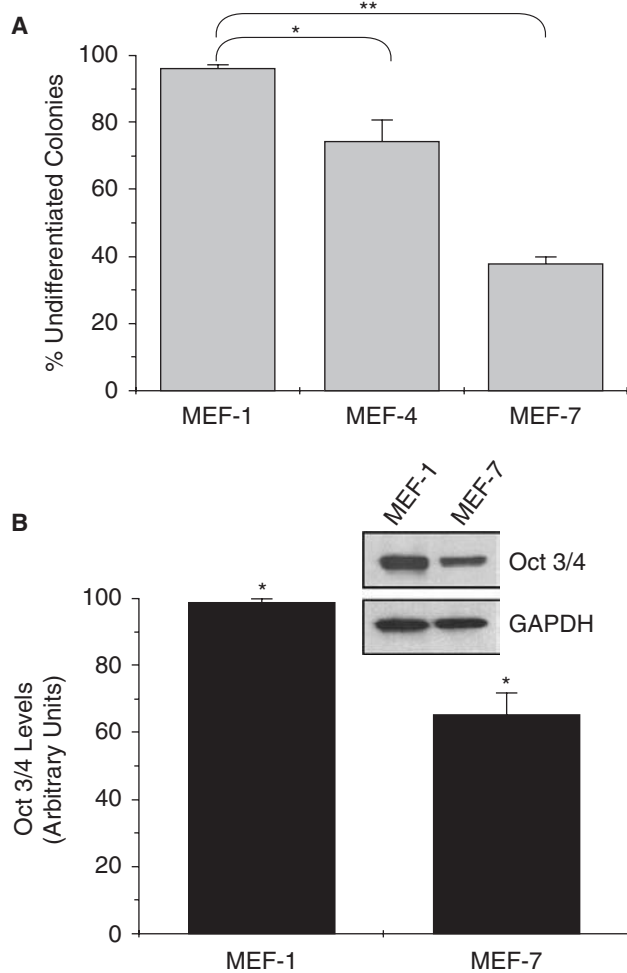 A
**
*
100
80
60
40
20
0
% Undifferentiated Colonies
MEF-1 MEF-4 MEF-7
B
MEF-1 MEF-7
Oct 3/4
GAPDH
*
*
100
80
60
40
20
0
Oct 3/4 Levels
(Arbitrary Units)
MEF-1 MEF-7